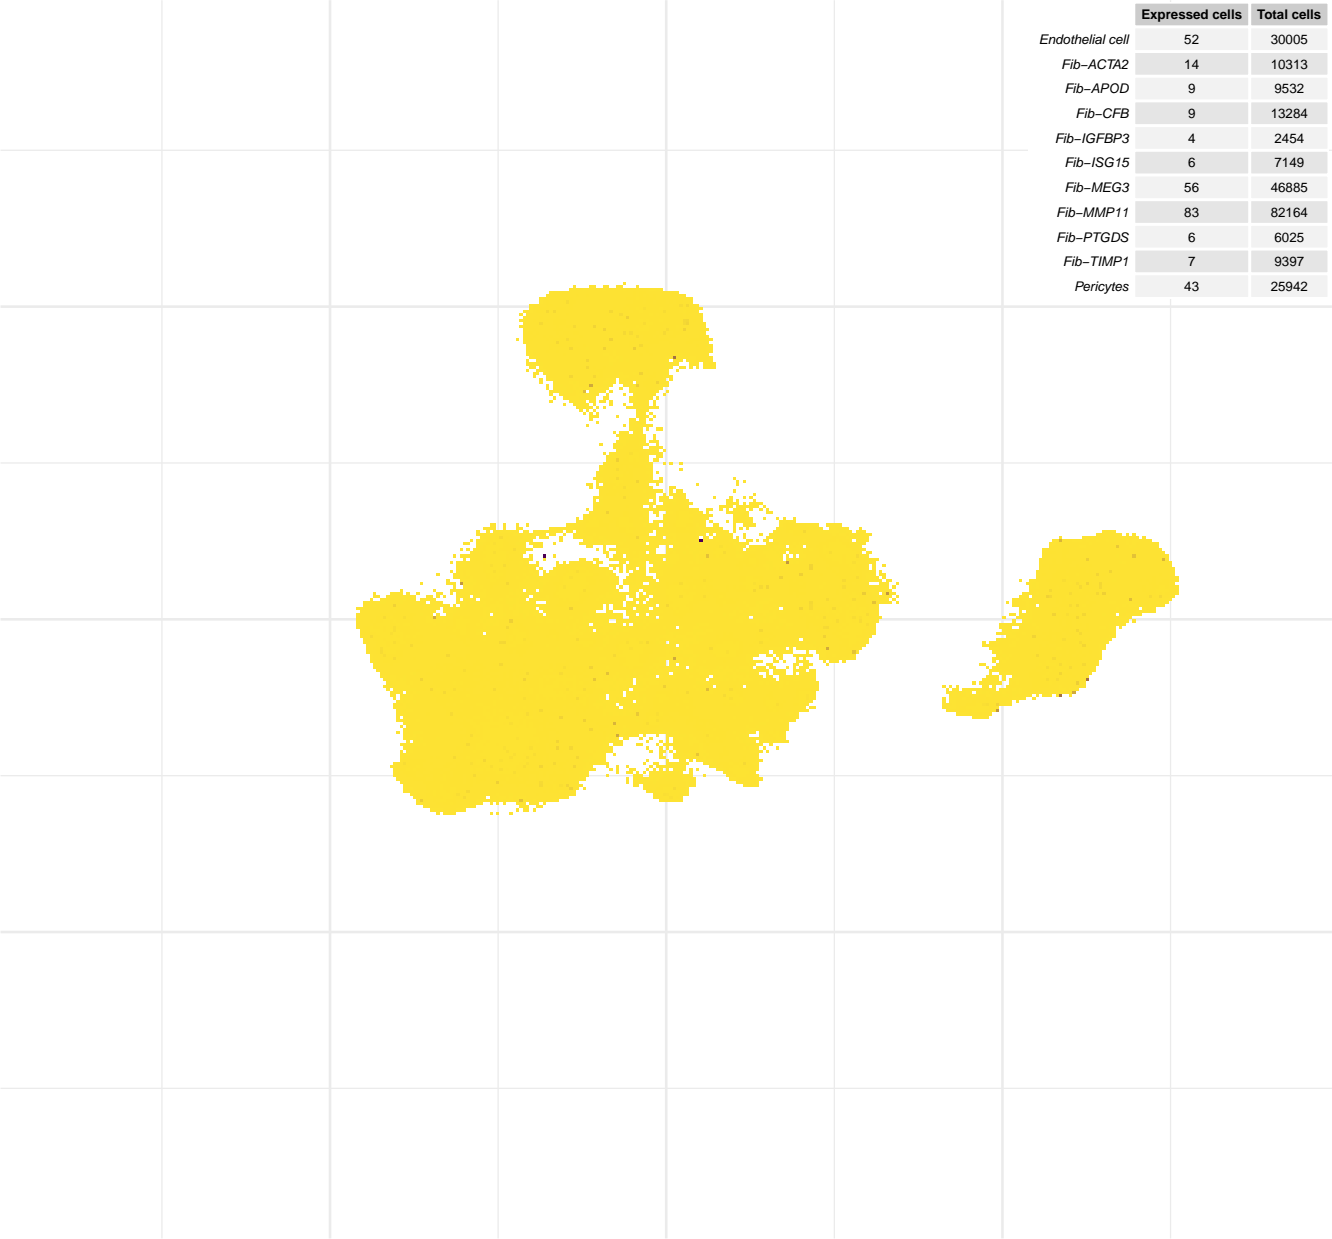 Expressed cells Total cells
Endothelial cell 52 30005
Fib−ACTA2 14 10313
Fib−APOD 9 9532
Fib−CFB 9 13284
Fib−IGFBP3 4 2454
Fib−ISG15 6 7149
Fib−MEG3 56 46885
Fib−MMP11 83 82164
Fib−PTGDS 6 6025
Fib−TIMP1 7 9397
Pericytes 43 25942